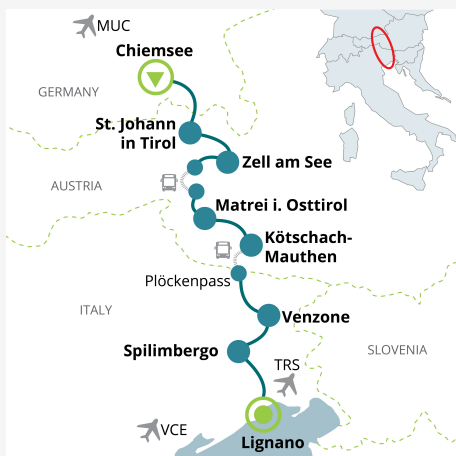 MUC
Chiemsee
GERMANY
St. Johann
in Tirol
Zell am See
AUSTRIA
Matrei i. Osttirol
Kötschach-
Mauthen
Plöckenpass
ITALY
Venzone
Spilimbergo
SLOVENIA
TRS
VCE
Lignano